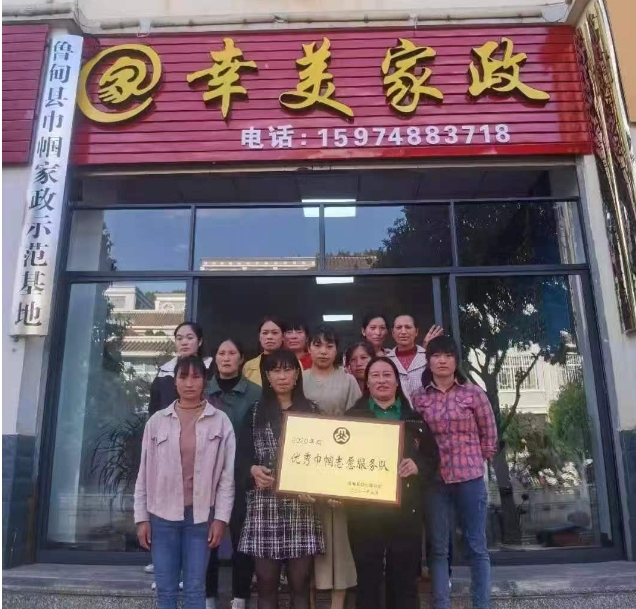 幸美家政
电话：15974883718
鲁甸县巾帼家政示范基地
2020年度
优秀巾帼志愿服务队